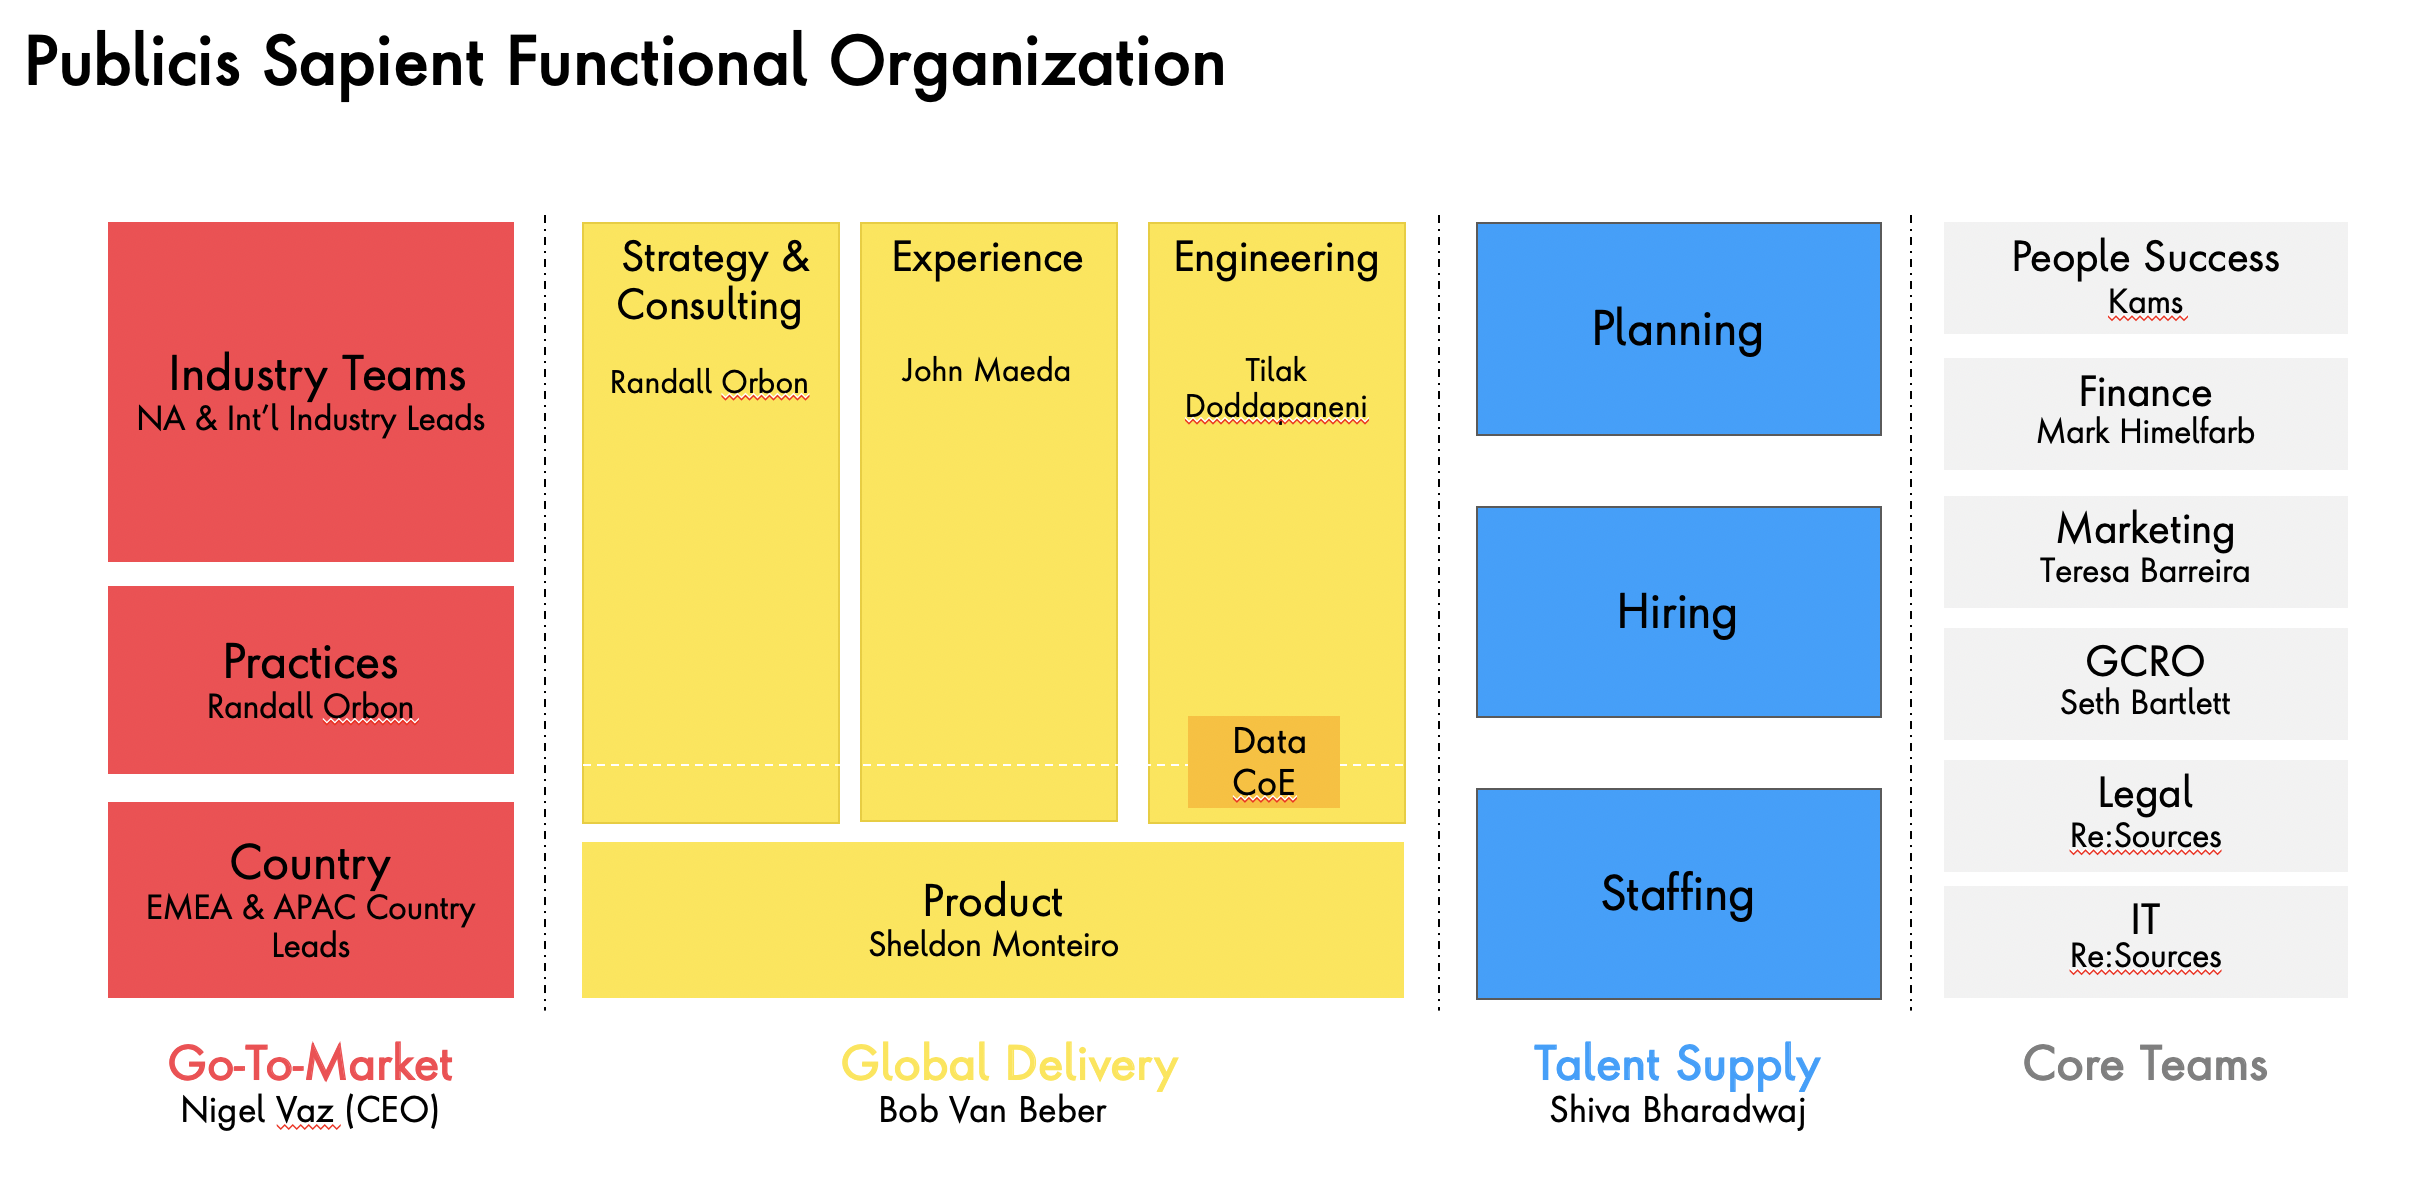 Publicis Sapient Functional Organization
Industry Teams
NA & Int’l Industry Leads
Practices
Randall Orbon
Country
EMEA & APAC Country
Leads
Go-To-Market
Nigel Vaz (CEO)
Strategy &
Consulting
Randall Orbon
Experience
John Maeda
Engineering
Tilak
Doddapaneni
Data
CoE
Product
Sheldon Monteiro
Global Delivery
Bob Van Beber
Planning
Hiring
Staffing
Talent Supply
Shiva Bharadwaj
People Success
Kams
Finance
Mark Himelfarb
Marketing
Teresa Barreira
GCRO
Seth Bartlett
Legal
Re:Sources
IT
Re:Sources
Core Teams